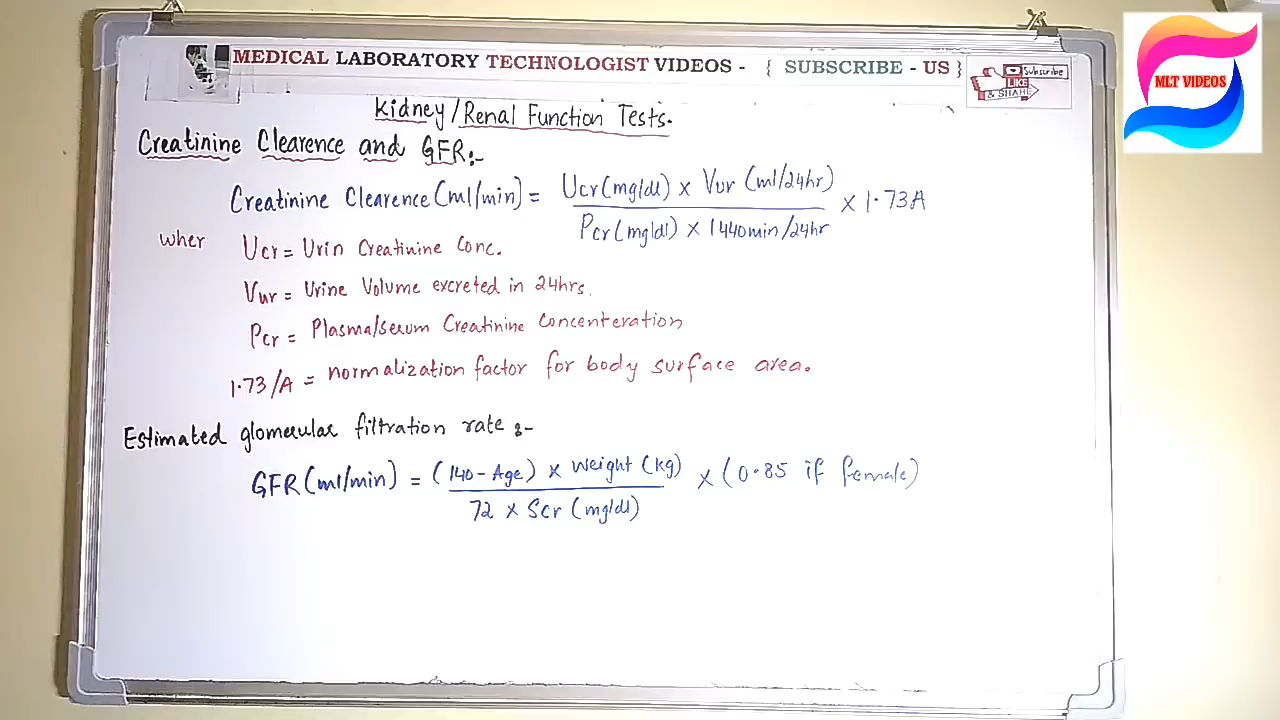 MEDICAL LABORATORY TECHNOLOGIST VIDEOS - { SUBSCRIBE - US }
Subscribe
LIKE
& SHARE
MLT VIDEOS
Kidney/Renal Function Tests.
Creatinine Clearence and GFR:-
Creatinine Clearence (ml/min) = Ucr(mg/dl) x Vur (ml/24hr)
Pcr(mg/dl) x 1440min/24hr
x 1.73A
wher Ucr = Urin Creatinine Conc.
Vur = Urine Volume excreted in 24hrs.
Pcr = Plasma/serum Creatinine Concenteration
1.73/A = normalization factor for body surface area.
Estimated glomerular filtration rate :-
GFR(ml/min) = (140-Age) x Weight (kg)
72 x Scr (mg/dl)
x (0.85 if female)